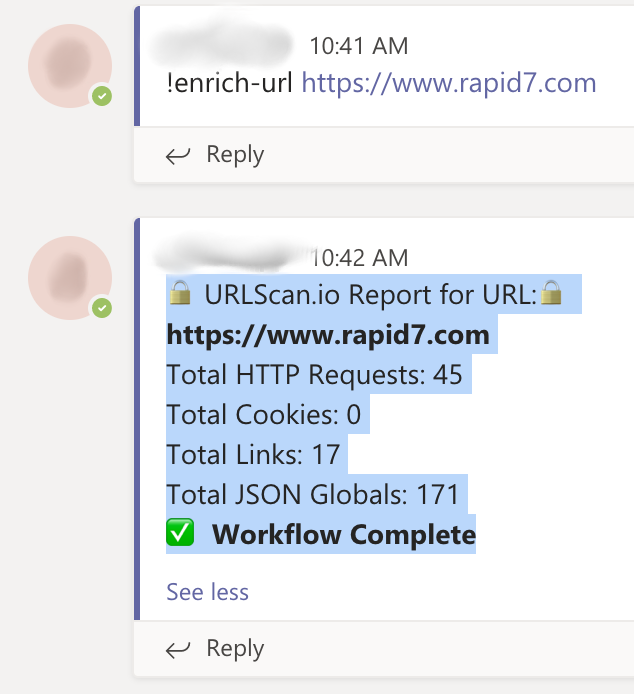 10:41 AM
!enrich-url https://www.rapid7.com
Reply
10:42 AM
🔒 URLScan.io Report for URL:🔒
https://www.rapid7.com
Total HTTP Requests: 45
Total Cookies: 0
Total Links: 17
Total JSON Globals: 171
✅ Workflow Complete
See less
Reply